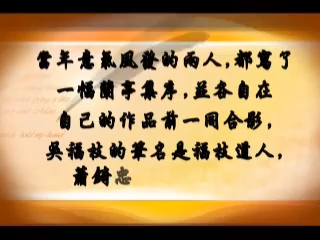 當年意氣風發的兩人,都寫了
一幅蘭亭集序,並各自在
自己的作品前一同合影,
吳福枝的筆名是福枝道人,
蕭錡忠